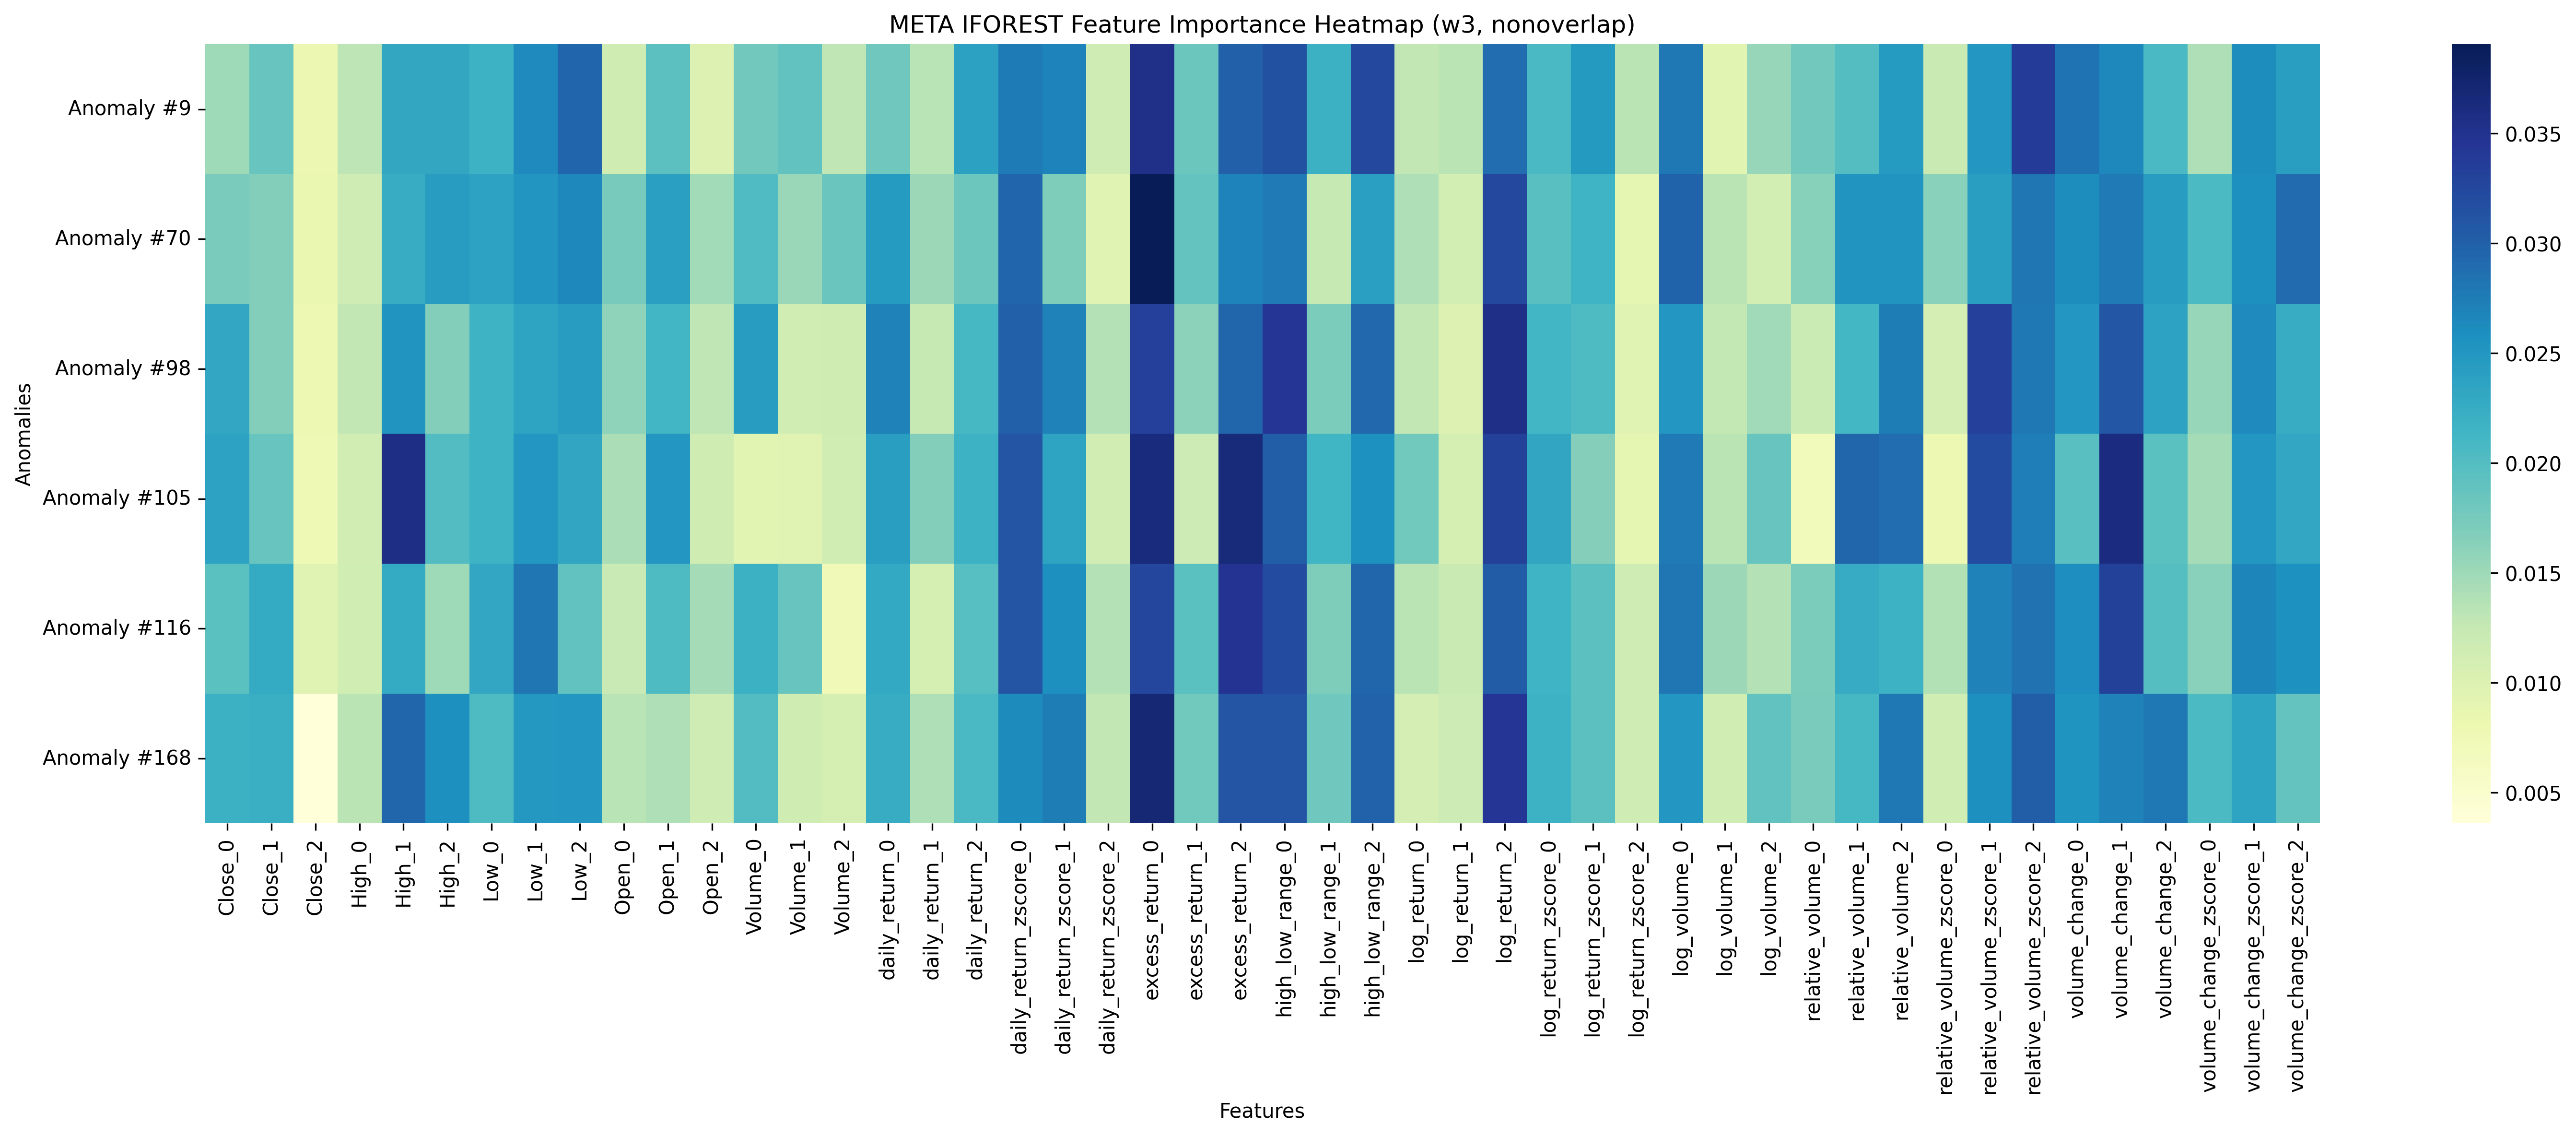 META IFOREST Feature Importance Heatmap (w3, nonoverlap)
Anomalies
Anomaly #9
Anomaly #70
Anomaly #98
Anomaly #105
Anomaly #116
Anomaly #168
0.035
0.030
0.025
0.020
0.015
0.010
0.005
Close_0
Close_1
Close_2
High_0
High_1
High_2
Low_0
Low_1
Low_2
Open_0
Open_1
Open_2
Volume_0
Volume_1
Volume_2
daily_return_0
daily_return_1
daily_return_2
daily_return_zscore_0
daily_return_zscore_1
daily_return_zscore_2
excess_return_0
excess_return_1
excess_return_2
high_low_range_0
high_low_range_1
high_low_range_2
log_return_0
log_return_1
log_return_2
log_return_zscore_0
log_return_zscore_1
log_return_zscore_2
log_volume_0
log_volume_1
log_volume_2
relative_volume_0
relative_volume_1
relative_volume_2
relative_volume_zscore_0
relative_volume_zscore_1
relative_volume_zscore_2
volume_change_0
volume_change_1
volume_change_2
volume_change_zscore_0
volume_change_zscore_1
volume_change_zscore_2
Features